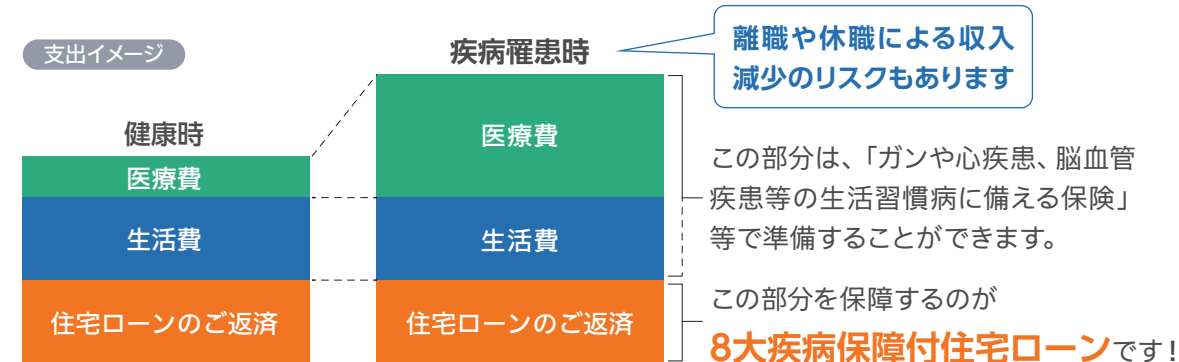 支出イメージ
疾病罹患時
離職や休職による収入
減少のリスクもあります
健康時
医療費
生活費
住宅ローンのご返済
医療費
生活費
住宅ローンのご返済
この部分は、「ガンや心疾患、脳血管
疾患等の生活習慣病に備える保険」
等で準備することができます。
この部分を保障するのが
8大疾病保障付住宅ローンです!